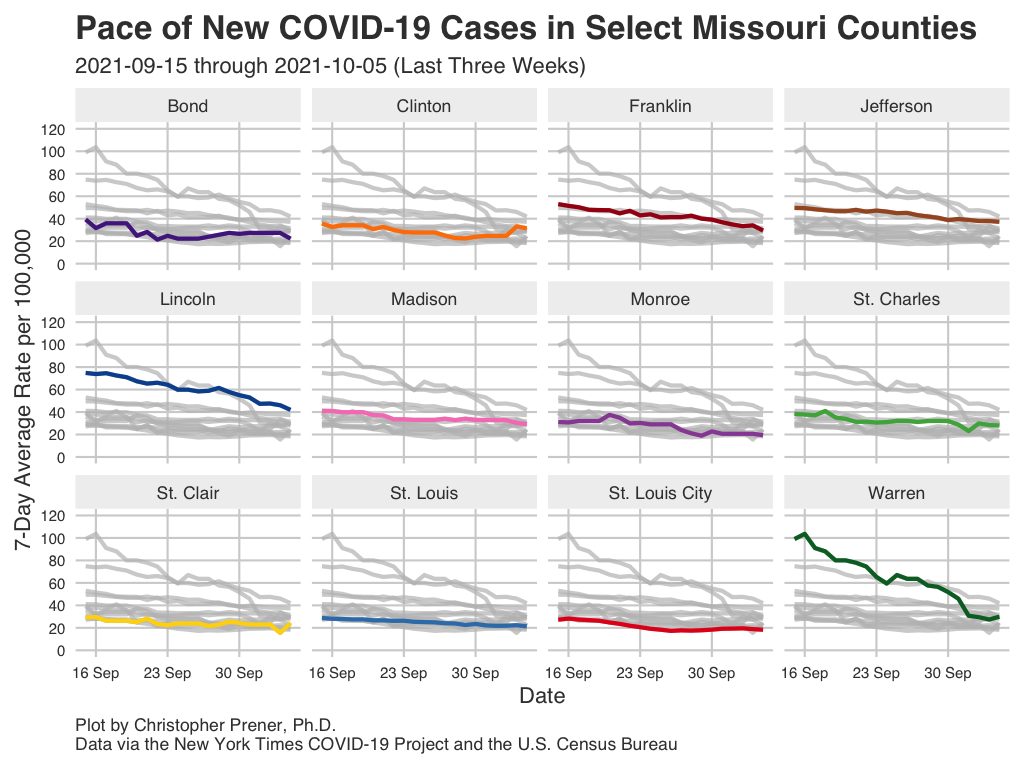 Pace of New COVID-19 Cases in Select Missouri Counties
2021-09-15 through 2021-10-05 (Last Three Weeks)
Bond
Clinton
Franklin
Jefferson
120
100
80
60
40
20
0
Lincoln
Madison
Monroe
St. Charles
120
100
80
60
40
20
0
St. Clair
St. Louis
St. Louis City
Warren
120
100
80
60
40
20
0
7-Day Average Rate per 100,000
16 Sep 23 Sep 30 Sep
16 Sep 23 Sep 30 Sep
16 Sep 23 Sep 30 Sep
16 Sep 23 Sep 30 Sep
Date
Plot by Christopher Prener, Ph.D.
Data via the New York Times COVID-19 Project and the U.S. Census Bureau